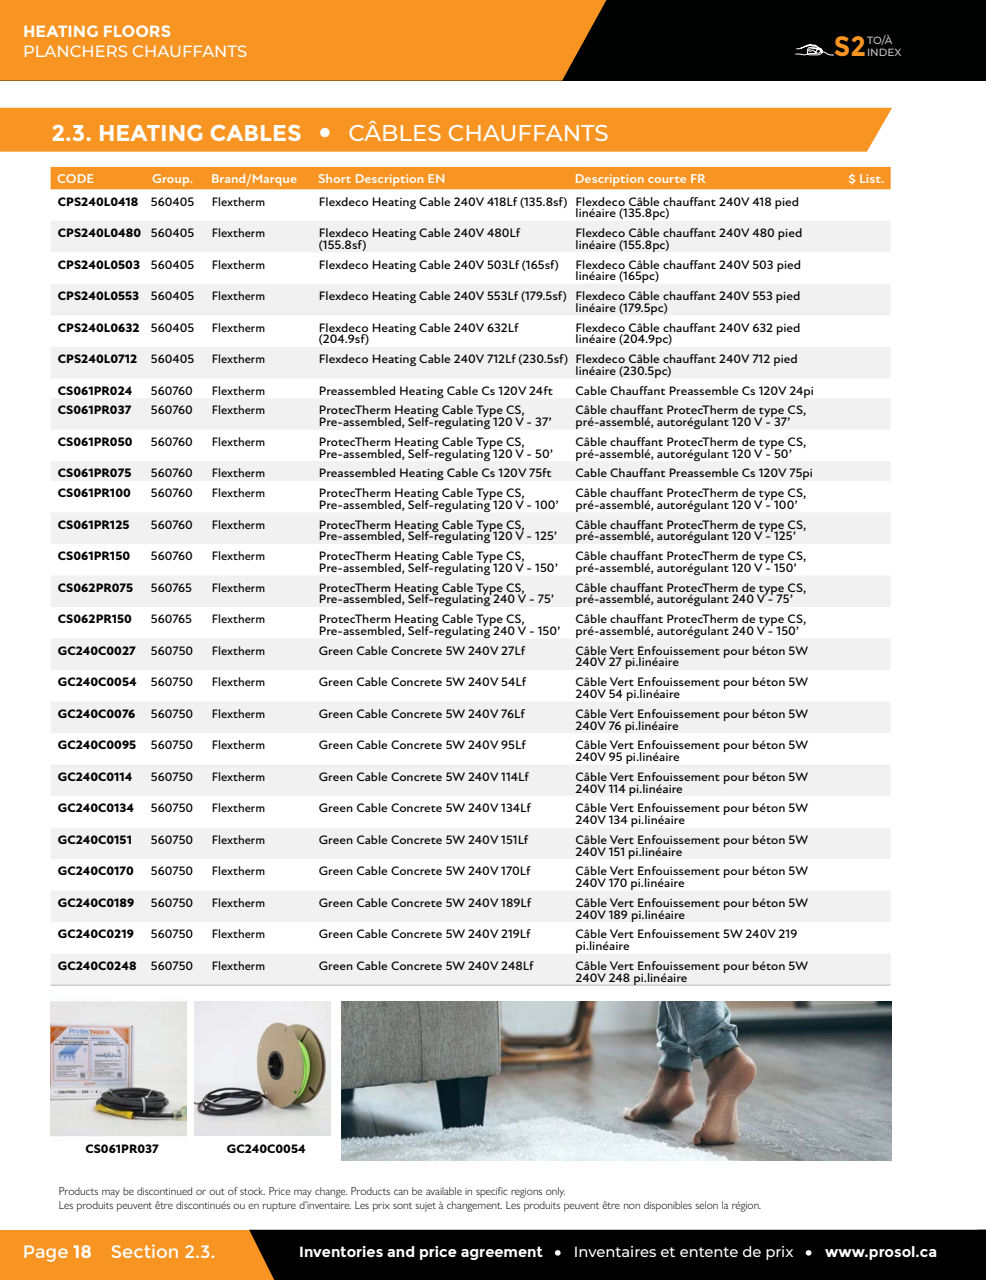 HEATING FLOORS
PLANCHERS CHAUFFANTS
S2 TO/À
INDEX
2.3. HEATING CABLES • CÂBLES CHAUFFANTS
CODE Group. Brand/Marque Short Description EN Description courte FR $ List.
CPS240L0418 560405 Flextherm Flexdeco Heating Cable 240V 418Lf (135.8sf) Flexdeco Câble chauffant 240V 418 pied
linéaire (135.8pc)
CPS240L0480 560405 Flextherm Flexdeco Heating Cable 240V 480Lf Flexdeco Câble chauffant 240V 480 pied
(155.8sf) linéaire (155.8pc)
CPS240L0503 560405 Flextherm Flexdeco Heating Cable 240V 503Lf (165sf) Flexdeco Câble chauffant 240V 503 pied
linéaire (165pc)
CPS240L0553 560405 Flextherm Flexdeco Heating Cable 240V 553Lf (179.5sf) Flexdeco Câble chauffant 240V 553 pied
linéaire (179.5pc)
CPS240L0632 560405 Flextherm Flexdeco Heating Cable 240V 632Lf Flexdeco Câble chauffant 240V 632 pied
(204.9sf) linéaire (204.9pc)
CPS240L0712 560405 Flextherm Flexdeco Heating Cable 240V 712Lf (230.5sf) Flexdeco Câble chauffant 240V 712 pied
linéaire (230.5pc)
CS061PR024 560760 Flextherm Preassembled Heating Cable Cs 120V 24ft Cable Chauffant Preassemble Cs 120V 24pi
CS061PR037 560760 Flextherm ProtecTherm Heating Cable Type CS, Câble chauffant ProtecTherm de type CS,
Pre-assembled, Self-regulating 120 V - 37’ pré-assemblé, autorégulant 120 V - 37’
CS061PR050 560760 Flextherm ProtecTherm Heating Cable Type CS, Câble chauffant ProtecTherm de type CS,
Pre-assembled, Self-regulating 120 V - 50’ pré-assemblé, autorégulant 120 V - 50’
CS061PR075 560760 Flextherm Preassembled Heating Cable Cs 120V 75ft Cable Chauffant Preassemble Cs 120V 75pi
CS061PR100 560760 Flextherm ProtecTherm Heating Cable Type CS, Câble chauffant ProtecTherm de type CS,
Pre-assembled, Self-regulating 120 V - 100’ pré-assemblé, autorégulant 120 V - 100’
CS061PR125 560760 Flextherm ProtecTherm Heating Cable Type CS, Câble chauffant ProtecTherm de type CS,
Pre-assembled, Self-regulating 120 V - 125’ pré-assemblé, autorégulant 120 V - 125’
CS061PR150 560760 Flextherm ProtecTherm Heating Cable Type CS, Câble chauffant ProtecTherm de type CS,
Pre-assembled, Self-regulating 120 V - 150’ pré-assemblé, autorégulant 120 V - 150’
CS062PR075 560765 Flextherm ProtecTherm Heating Cable Type CS, Câble chauffant ProtecTherm de type CS,
Pre-assembled, Self-regulating 240 V - 75’ pré-assemblé, autorégulant 240 V - 75’
CS062PR150 560765 Flextherm ProtecTherm Heating Cable Type CS, Câble chauffant ProtecTherm de type CS,
Pre-assembled, Self-regulating 240 V - 150’ pré-assemblé, autorégulant 240 V - 150’
GC240C0027 560750 Flextherm Green Cable Concrete 5W 240V 27Lf Câble Vert Enfouissement pour béton 5W
240V 27 pi.linéaire
GC240C0054 560750 Flextherm Green Cable Concrete 5W 240V 54Lf Câble Vert Enfouissement pour béton 5W
240V 54 pi.linéaire
GC240C0076 560750 Flextherm Green Cable Concrete 5W 240V 76Lf Câble Vert Enfouissement pour béton 5W
240V 76 pi.linéaire
GC240C0095 560750 Flextherm Green Cable Concrete 5W 240V 95Lf Câble Vert Enfouissement pour béton 5W
240V 95 pi.linéaire
GC240C0114 560750 Flextherm Green Cable Concrete 5W 240V 114Lf Câble Vert Enfouissement pour béton 5W
240V 114 pi.linéaire
GC240C0134 560750 Flextherm Green Cable Concrete 5W 240V 134Lf Câble Vert Enfouissement pour béton 5W
240V 134 pi.linéaire
GC240C0151 560750 Flextherm Green Cable Concrete 5W 240V 151Lf Câble Vert Enfouissement pour béton 5W
240V 151 pi.linéaire
GC240C0170 560750 Flextherm Green Cable Concrete 5W 240V 170Lf Câble Vert Enfouissement pour béton 5W
240V 170 pi.linéaire
GC240C0189 560750 Flextherm Green Cable Concrete 5W 240V 189Lf Câble Vert Enfouissement pour béton 5W
240V 189 pi.linéaire
GC240C0219 560750 Flextherm Green Cable Concrete 5W 240V 219Lf Câble Vert Enfouissement 5W 240V 219
pi.linéaire
GC240C0248 560750 Flextherm Green Cable Concrete 5W 240V 248Lf Câble Vert Enfouissement pour béton 5W
240V 248 pi.linéaire
ProtecTHERM
CS061PR037 GC240C0054
Products may be discontinued or out of stock. Price may change. Products can be available in specific regions only.
Les produits peuvent être discontinués ou en rupture d’inventaire. Les prix sont sujet à changement. Les produits peuvent être non disponibles selon la région.
Page 18 Section 2.3. Inventories and price agreement • Inventaires et entente de prix • www.prosol.ca